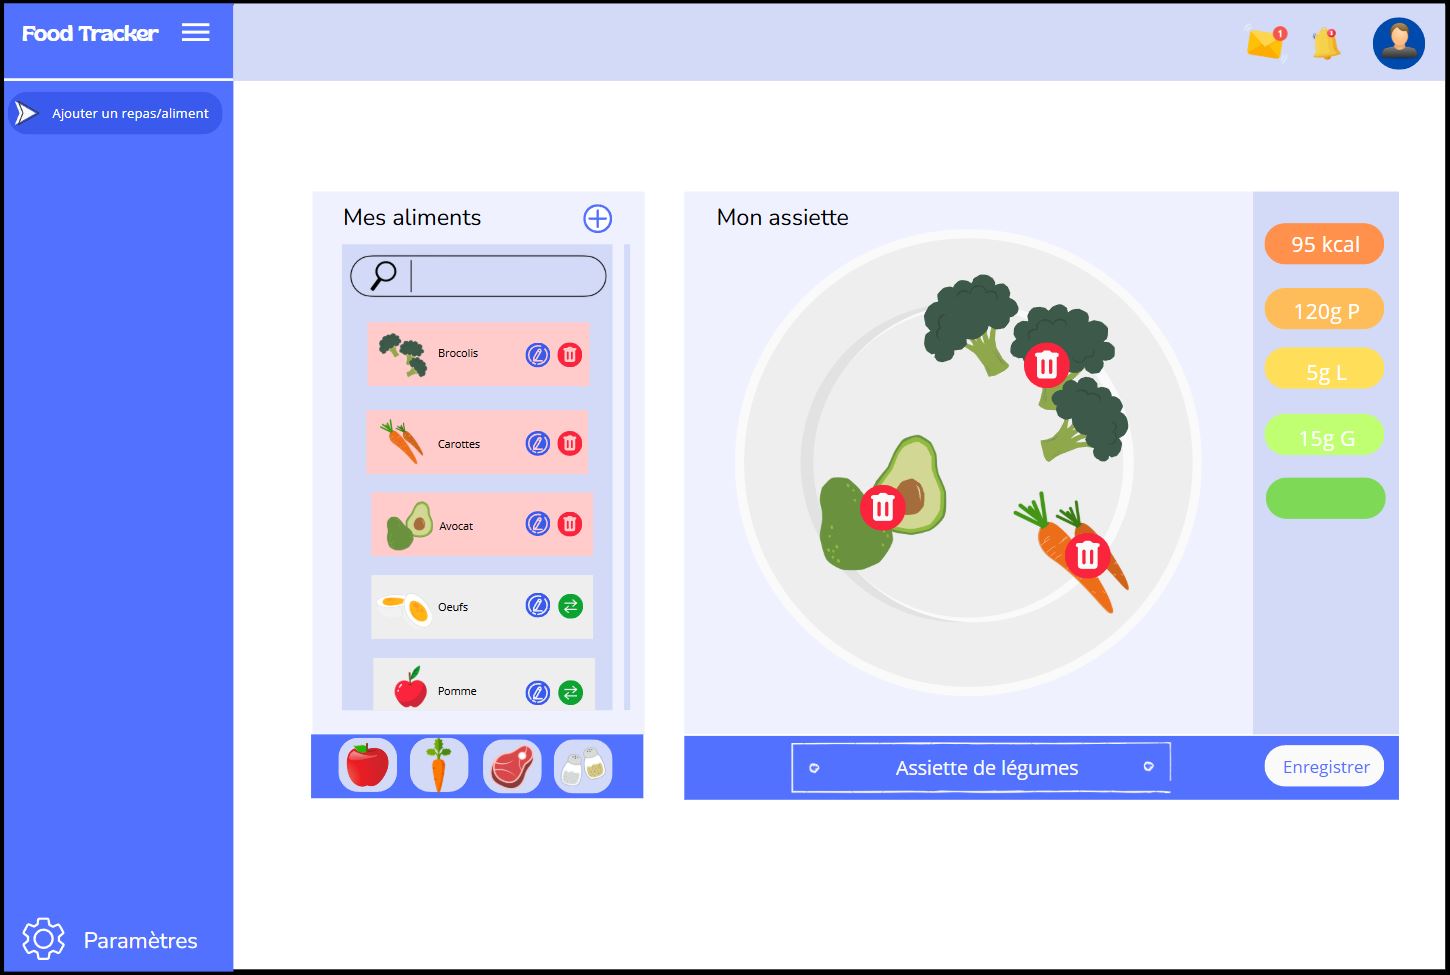 Food Tracker
1
3
Ajouter un repas/aliment
Mes aliments
Brocolis
Carottes
Avocat
Oeufs
Pomme
Mon assiette
95 kcal
120g P
5g L
15g G
Assiette de légumes
Enregistrer
Paramètres